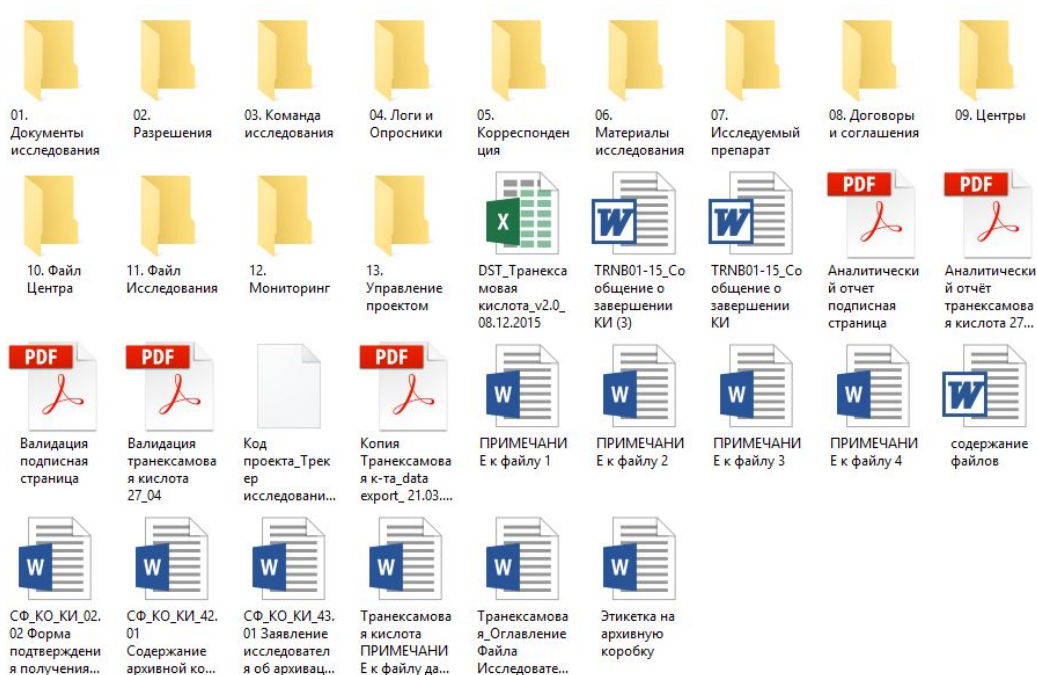 01.
Документы
исследования
02.
Разрешения
03. Команда
исследования
04. Логи и
Опросники
05.
Корреспонден
ция
06.
Материалы
исследования
07.
Исследуемый
препарат
08. Договоры
и соглашения
09. Центры
10. Файл
Центра
11. Файл
Исследования
12.
Мониторинг
13.
Управление
проектом
X
DST_Транекса
мовая
кислота_v2.0_
08.12.2015
W
TRNB01-15_Со
общение о
завершении
КИ (3)
W
TRNB01-15_Со
общение о
завершении
КИ
PDF
Аналитически
й отчет
подписная
страница
PDF
Аналитически
й отчёт
транексамова
я кислота 27...
PDF
Валидация
подписная
страница
PDF
Валидация
транексамова
я кислота
27_04
Код
проекта_Трек
ер
исследовани...
PDF
Копия
Транексамова
я к-та_data
export_ 21.03....
W
ПРИМЕЧАНИ
Е к файлу 1
W
ПРИМЕЧАНИ
Е к файлу 2
W
ПРИМЕЧАНИ
Е к файлу 3
W
ПРИМЕЧАНИ
Е к файлу 4
W
содержание
файлов
W
СФ_КО_КИ_02.
02 Форма
подтверждени
я получения...
W
СФ_КО_КИ_42.
01
Содержание
архивной ко...
W
СФ_КО_КИ_43.
01 Заявление
исследовател
я об архивац...
W
Транексамова
я кислота
ПРИМЕЧАНИ
Е к файлу да...
W
Транексамова
я_Оглавление
Файла
Исследовате...
W
Этикетка на
архивную
коробку